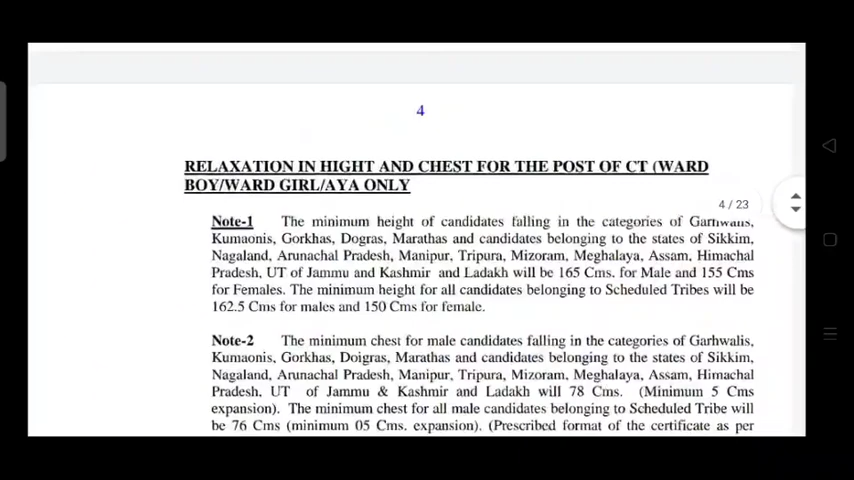 4
RELAXATION IN HIGHT AND CHEST FOR THE POST OF CT (WARD
BOY/WARD GIRL/AYA ONLY
4 / 23
Note-1 The minimum height of candidates falling in the categories of Garhwalis,
Kumaonis, Gorkhas, Dogras, Marathas and candidates belonging to the states of Sikkim,
Nagaland, Arunachal Pradesh, Manipur, Tripura, Mizoram, Meghalaya, Assam, Himachal
Pradesh, UT of Jammu and Kashmir and Ladakh will be 165 Cms. for Male and 155 Cms
for Females. The minimum height for all candidates belonging to Scheduled Tribes will be
162.5 Cms for males and 150 Cms for female.
Note-2 The minimum chest for male candidates falling in the categories of Garhwalis,
Kumaonis, Gorkhas, Doigras, Marathas and candidates belonging to the states of Sikkim,
Nagaland, Arunachal Pradesh, Manipur, Tripura, Mizoram, Meghalaya, Assam, Himachal
Pradesh, UT of Jammu & Kashmir and Ladakh will 78 Cms. (Minimum 5 Cms
expansion). The minimum chest for all male candidates belonging to Scheduled Tribe will
be 76 Cms (minimum 05 Cms. expansion). (Prescribed format of the certificate as per